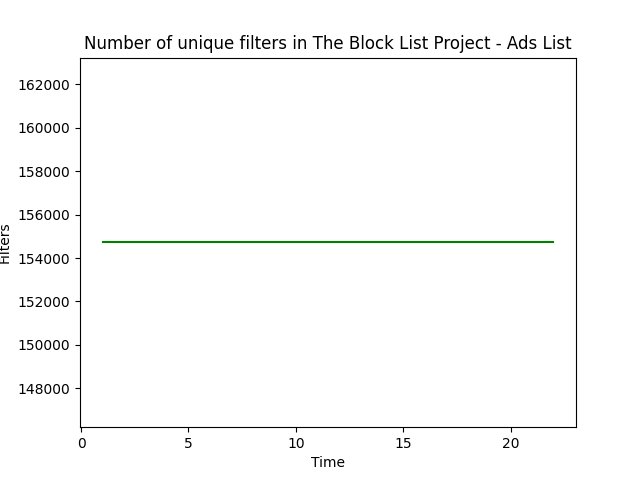 Number of unique filters in The Block List Project - Ads List
162000
160000
158000
156000
154000
152000
150000
148000
Filters
0 5 10 15 20
Time